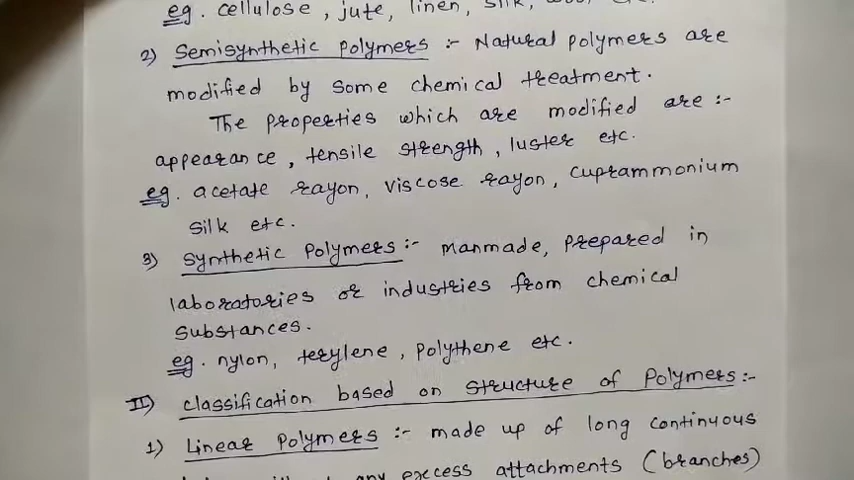 eg. cellulose, jute, linen, silk,
2) Semisynthetic Polymers :- Natural polymers are
modified by some chemical treatment.
The properties which are modified are :-
appearance, tensile strength, luster etc.
eg. acetate rayon, viscose rayon, cuprammonium
silk etc.
3) Synthetic Polymers :- manmade, prepared in
laboratories or industries from chemical
substances.
eg. nylon, terylene, polythene etc.
II) Classification based on structure of Polymers :-
1) Linear Polymers :- made up of long continuous
any excess attachments (branches)